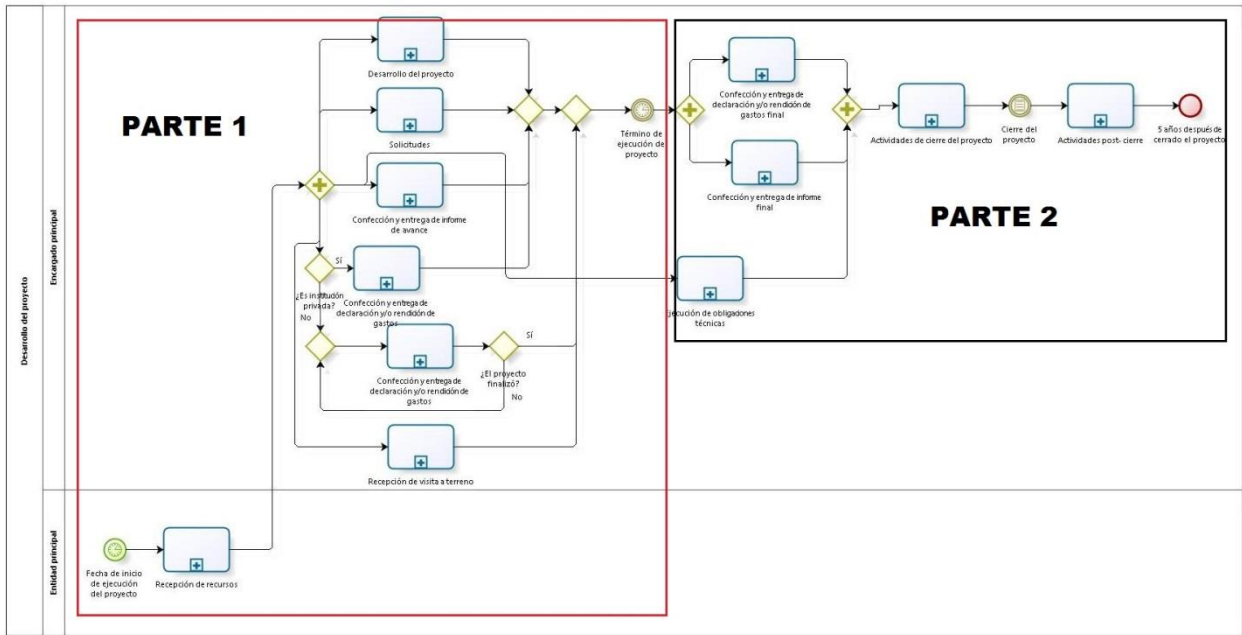 Desarrollo del proyecto
Encargado principal
Entidad principal
PARTE 1
Desarrollo del proyecto
Solicitudes
Confección y entrega de informe
de avance
¿Es institución
privada?
Sí
No
Confección y entrega de
declaración y/o rendición de
gastos
Confección y entrega de
declaración y/o rendición de
gastos
¿El proyecto
finalizó?
Sí
No
Recepción de visita a terreno
Fecha de inicio
de ejecución
del proyecto
Recepción de recursos
Término de
ejecución de
proyecto
PARTE 2
Confección y entrega de
declaración y/o rendición de
gastos final
Confección y entrega de informe
final
Ejecución de obligaciones
técnicas
Actividades de cierre del proyecto
Cierre del
proyecto
Actividades post- cierre
5 años después de
cerrado el proyecto